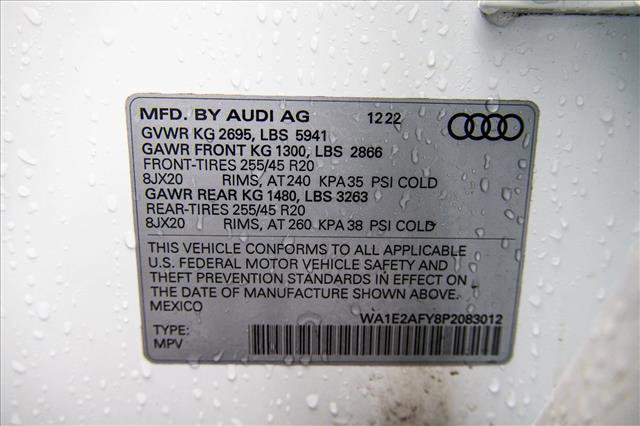 MFD. BY AUDI AG 12 22
GVWR KG 2695, LBS 5941
GAWR FRONT KG 1300, LBS 2866
FRONT-TIRES 255/45 R20
8JX20 RIMS, AT 240 KPA 35 PSI COLD
GAWR REAR KG 1480, LBS 3263
REAR-TIRES 255/45 R20
8JX20 RIMS, AT 260 KPA 38 PSI COLD
THIS VEHICLE CONFORMS TO ALL APPLICABLE
U.S. FEDERAL MOTOR VEHICLE SAFETY AND
THEFT PREVENTION STANDARDS IN EFFECT ON
THE DATE OF MANUFACTURE SHOWN ABOVE.
MEXICO WA1E2AFY8P2083012
TYPE:
MPV